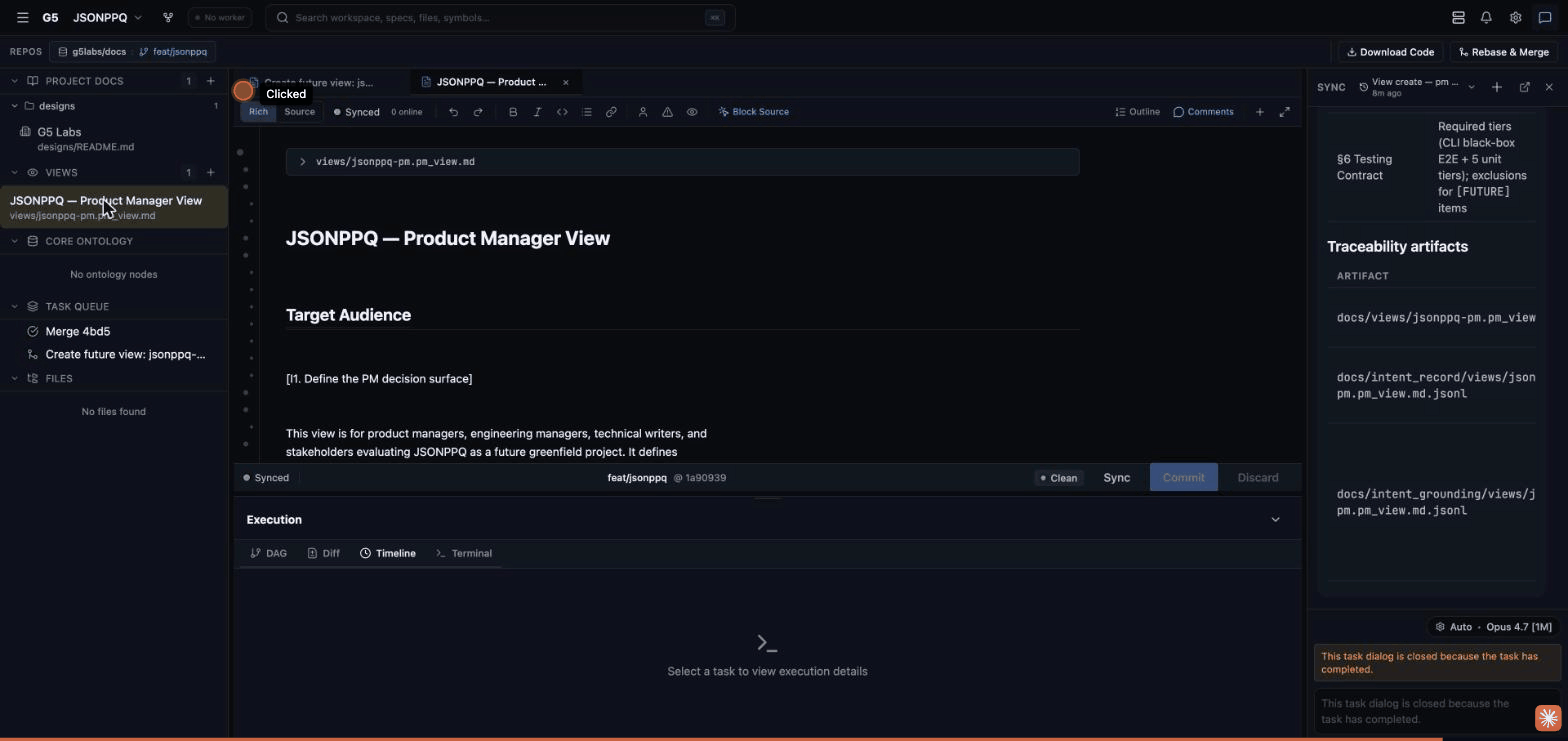 G5 JSONPPQ No worker Search workspace, specs, files, symbols... ⌘K
REPOS g5labs/docs : feat/jsonppq Download Code Rebase & Merge
PROJECT DOCS 1
designs 1
G5 Labs
designs/README.md
VIEWS 1
JSONPPQ — Product Manager View
views/jsonppq-pm.pm_view.md
CORE ONTOLOGY
No ontology nodes
TASK QUEUE
Merge 4bd5
Create future view: jsonppq-...
FILES
No files found
Create future view: js...
JSONPPQ — Product ...
Clicked
Rich Source Synced 0 online Block Source Outline Comments
views/jsonppq-pm.pm_view.md
JSONPPQ — Product Manager View
Target Audience
[I1. Define the PM decision surface]
This view is for product managers, engineering managers, technical writers, and
stakeholders evaluating JSONPPQ as a future greenfield project. It defines
Synced feat/jsonppq @ 1a90939 Clean Sync Commit Discard
Execution
DAG Diff Timeline Terminal
Select a task to view execution details
SYNC View create — pm ...
8m ago
§6 Testing
Contract
Required tiers
(CLI black-box
E2E + 5 unit
tiers); exclusions
for [FUTURE]
items
Traceability artifacts
ARTIFACT
docs/views/jsonppq-pm.pm_view
docs/intent_record/views/json
pm.pm_view.md.jsonl
docs/intent_grounding/views/j
pm.pm_view.md.jsonl
Auto · Opus 4.7 [1M]
This task dialog is closed because the task has
completed.
This task dialog is closed because the
task has completed.